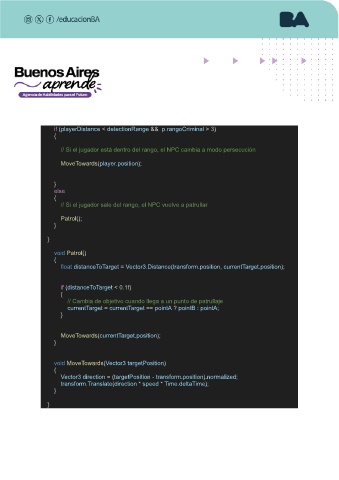 /educacionBA
BA
Buenos Aires
aprende
Agencia de Habilidades para el Futuro
if (playerDistance < detectionRange && p.rangoCriminal > 3)
{
// Si el jugador está dentro del rango, el NPC cambia a modo persecución
MoveTowards(player.position);
}
else
{
// Si el jugador sale del rango, el NPC vuelve a patrullar
Patrol();
}
}
void Patrol()
{
float distanceToTarget = Vector3.Distance(transform.position, currentTarget.position);
if (distanceToTarget < 0.1f)
{
// Cambia de objetivo cuando llega a un punto de patrullaje
currentTarget = currentTarget == pointA ? pointB : pointA;
}
MoveTowards(currentTarget.position);
}
void MoveTowards(Vector3 targetPosition)
{
Vector3 direction = (targetPosition - transform.position).normalized;
transform.Translate(direction * speed * Time.deltaTime);
}
}